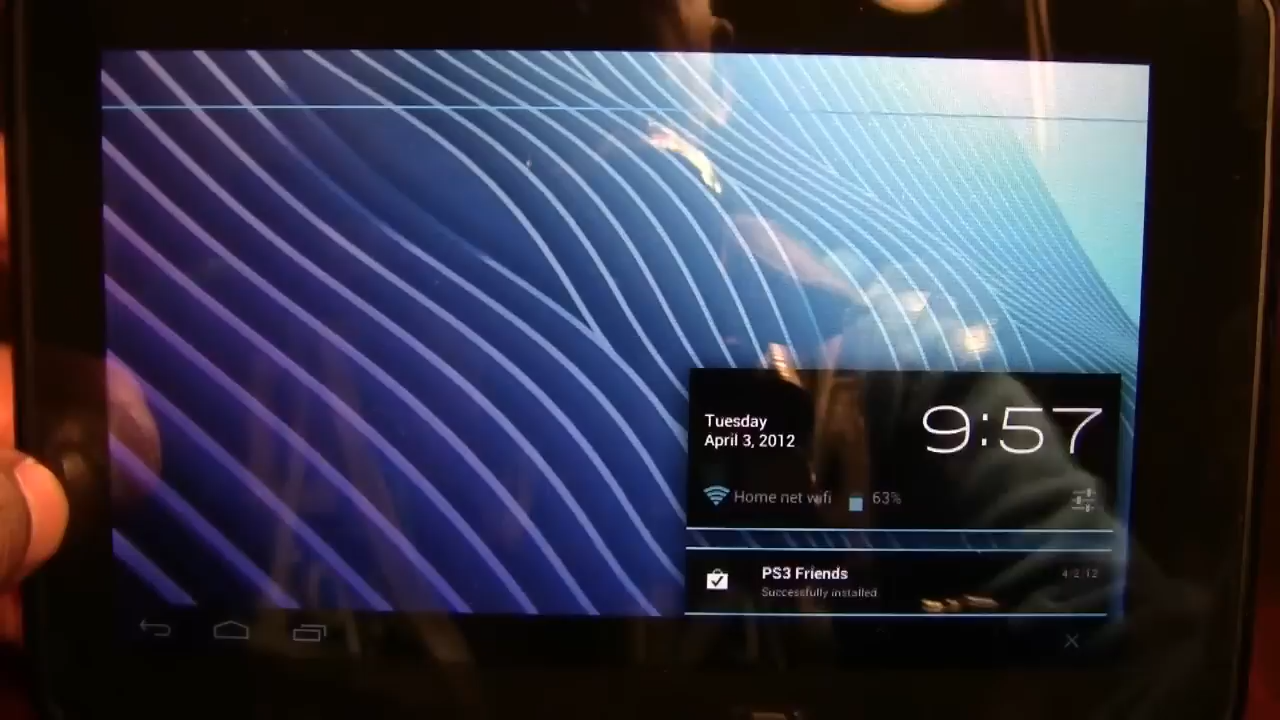 Tuesday
April 3, 2012
9:57
Home net wifi 63%
PS3 Friends 4/2/12
Successfully installed